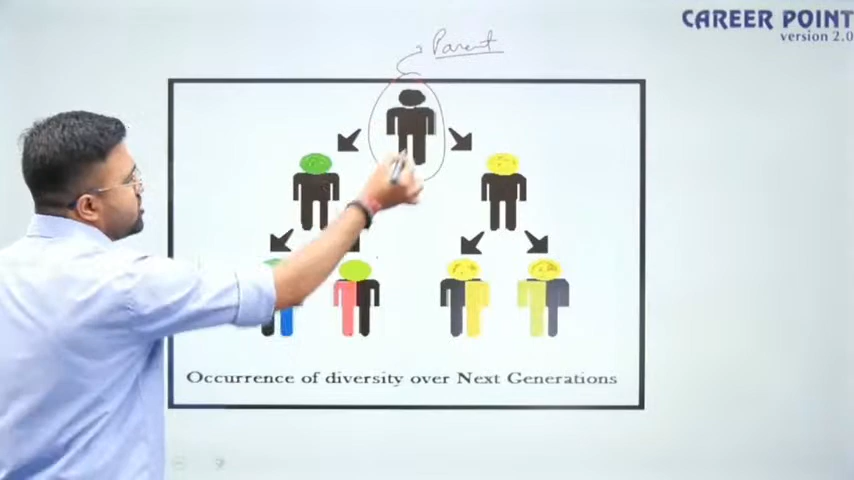 CAREER POINT
version 2.0
Parent
Occurrence of diversity over Next Generations